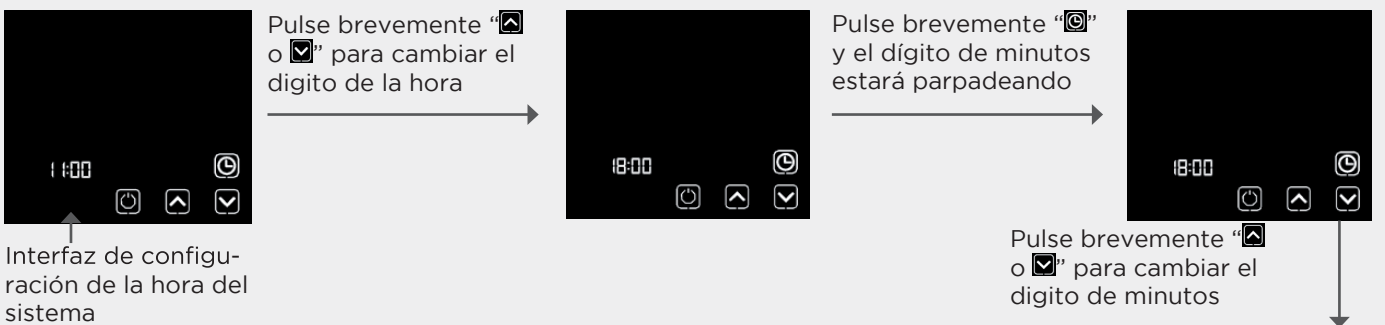 Pulse brevemente “
o ” para cambiar el
digito de la hora
Pulse brevemente “”
y el dígito de minutos
estará parpadeando
11:00
18:00
18:00
Interfaz de configu-
ración de la hora del
sistema
Pulse brevemente “
o ” para cambiar el
digito de minutos